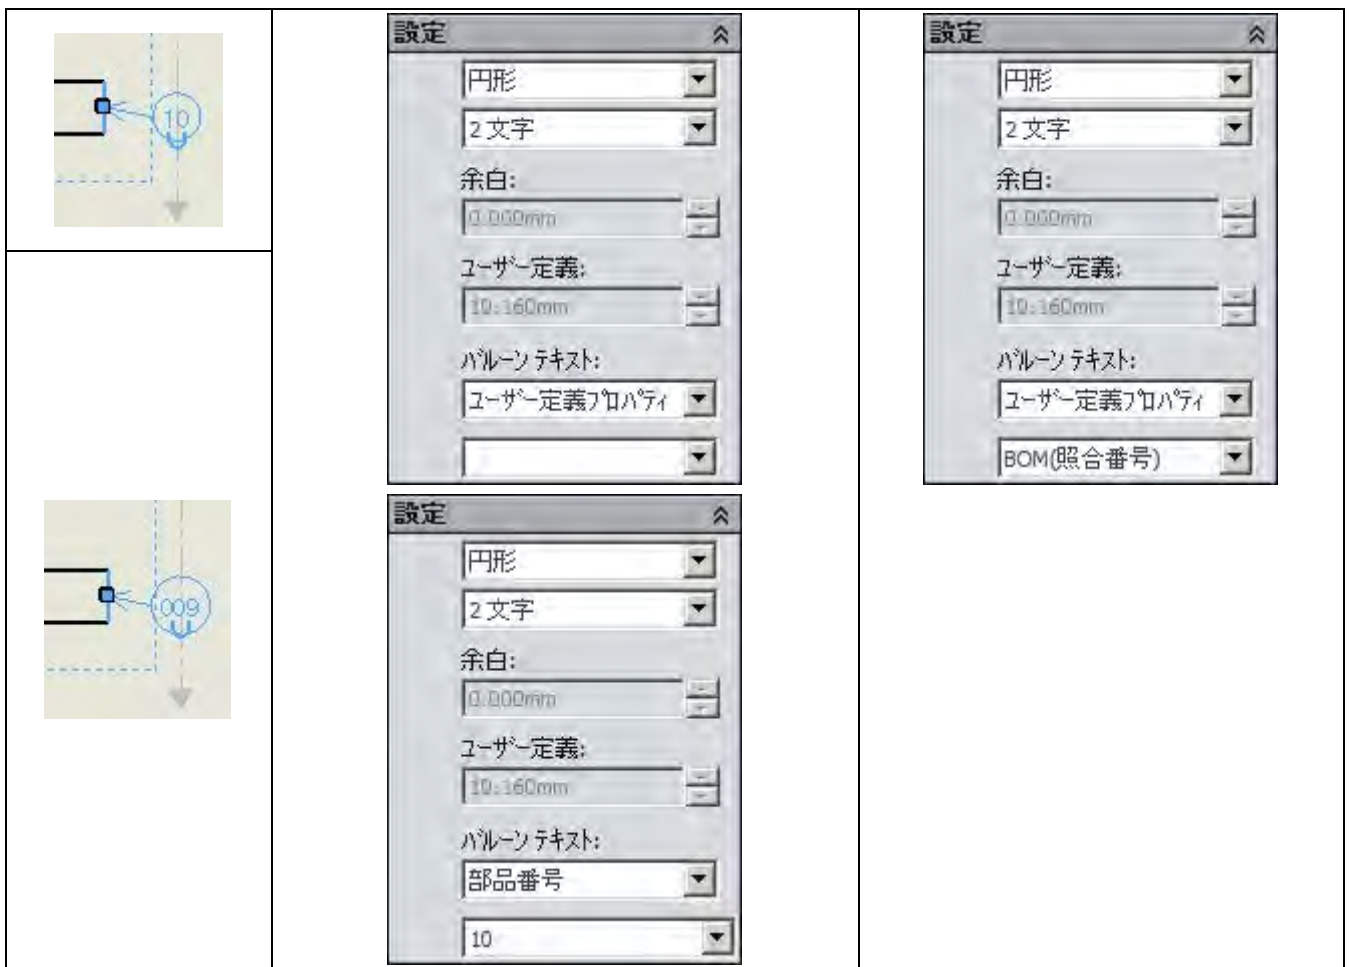 10
設定
円形
2 文字
余白:
0.000mm
ユーザー定義:
10.160mm
バルーン テキスト:
ユーザー定義プロパティ
設定
円形
2 文字
余白:
0.000mm
ユーザー定義:
10.160mm
バルーン テキスト:
ユーザー定義プロパティ
BOM(照合番号)
009
設定
円形
2 文字
余白:
0.000mm
ユーザー定義:
10.160mm
バルーン テキスト:
部品番号
10